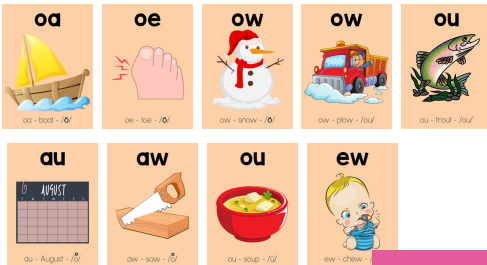 oa
oe
ow
ow
ou
oa - boat - /ō/
oe - toe - /ō/
ow - snow - /ō/
ow - plow - /ou/
ou - trout - /ou/
au
aw
ou
ew
AUGUST
au - August - /ȯ/
aw - saw - /ȯ/
ou - soup - /ü/
ew - chew - /